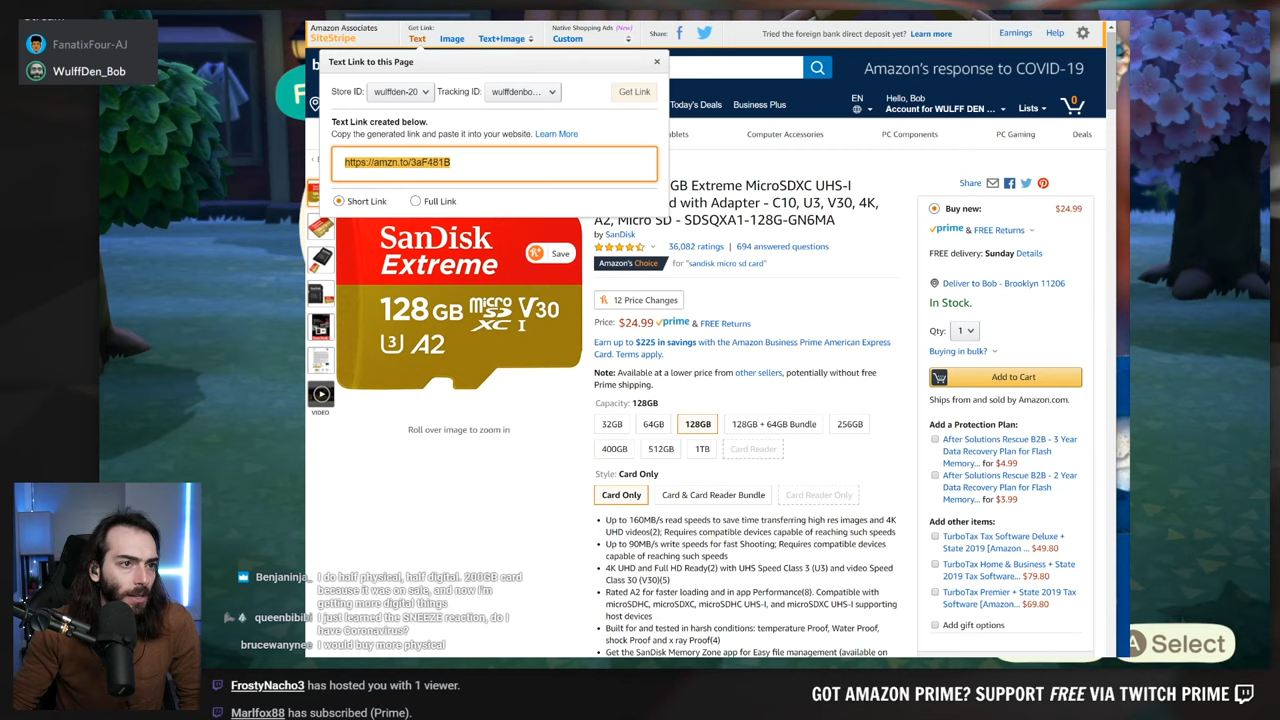 FanatixFour-AJ
WulffDen_Bob
Amazon Associates
SiteStripe
Get Link:
Text
Image
Text+Image
Native Shopping Ads (New)
Custom
Share:
Tried the foreign bank direct deposit yet? Learn more
Earnings
Help
Text Link to this Page
×
Store ID:
wulffden-20
Tracking ID:
wulffdenbo...
Get Link
Text Link created below.
Copy the generated link and paste it into your website. Learn More
https://amzn.to/3aF481B
Short Link
Full Link
Amazon's response to COVID-19
Today's Deals
Business Plus
EN
Hello, Bob
Account for WULFF DEN ...
Lists
0
Computer Accessories
PC Components
PC Gaming
Deals
GB Extreme MicroSDXC UHS-I
d with Adapter - C10, U3, V30, 4K,
A2, Micro SD - SDSQXA1-128G-GN6MA
by SanDisk
36,082 ratings | 694 answered questions
Amazon's Choice for "sandisk micro sd card"
12 Price Changes
Price: $24.99 prime & FREE Returns
Earn up to $225 in savings with the Amazon Business Prime American Express
Card. Terms apply.
Note: Available at a lower price from other sellers, potentially without free
Prime shipping.
Capacity: 128GB
32GB
64GB
128GB
128GB + 64GB Bundle
256GB
400GB
512GB
1TB
Card Reader
Style: Card Only
Card Only
Card & Card Reader Bundle
Card Reader Only
• Up to 160MB/s read speeds to save time transferring high res images and 4K
UHD videos(2); Requires compatible devices capable of reaching such speeds
• Up to 90MB/s write speeds for fast Shooting; Requires compatible devices
capable of reaching such speeds
• 4K UHD and Full HD Ready(2) with UHS Speed Class 3 (U3) and video Speed
Class 30 (V30)(5)
• Rated A2 for faster loading and in app Performance(8). Compatible with
microSDHC, microSDXC, microSDHC UHS-I, and microSDXC UHS-I supporting
host devices
• Built for and tested in harsh conditions: temperature Proof, Water Proof,
shock Proof and x ray Proof(4)
• Get the SanDisk Memory Zone app for Easy file management (available on
SanDisk
Extreme
Save
128GB micro SD XC I V30
U3 A2
VIDEO
Roll over image to zoom in
Share
Buy new:
$24.99
prime & FREE Returns
FREE delivery: Sunday Details
Deliver to Bob - Brooklyn 11206
In Stock.
Qty: 1
Buying in bulk?
Add to Cart
Ships from and sold by Amazon.com.
Add a Protection Plan:
After Solutions Rescue B2B - 3 Year
Data Recovery Plan for Flash
Memory... for $4.99
After Solutions Rescue B2B - 2 Year
Data Recovery Plan for Flash
Memory... for $3.99
Add other items:
TurboTax Tax Software Deluxe +
State 2019 [Amazon ... $49.80
TurboTax Home & Business + State
2019 Tax Software... $79.80
TurboTax Premier + State 2019 Tax
Software [Amazon... $69.80
Add gift options
A Select
Benjaninja_ I do half physical, half digital. 200GB card
because it was on sale, and now i'm
getting more digital things
queenbibihi I just learned the SNEEZE reaction, do I
have Coronavirus?
brucewaynee I would buy more physical
FrostyNacho3 has hosted you with 1 viewer.
Marlfox88 has subscribed (Prime).
GOT AMAZON PRIME? SUPPORT FREE VIA TWITCH PRIME